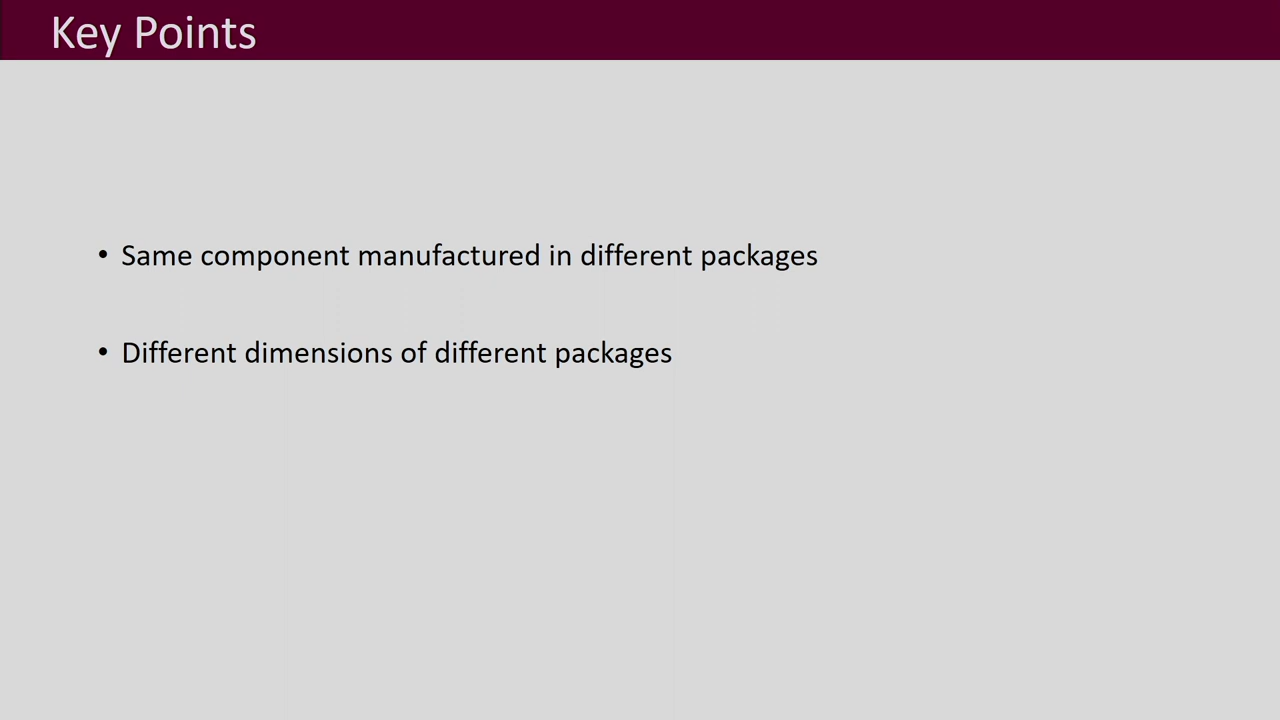 Key Points
• Same component manufactured in different packages
• Different dimensions of different packages